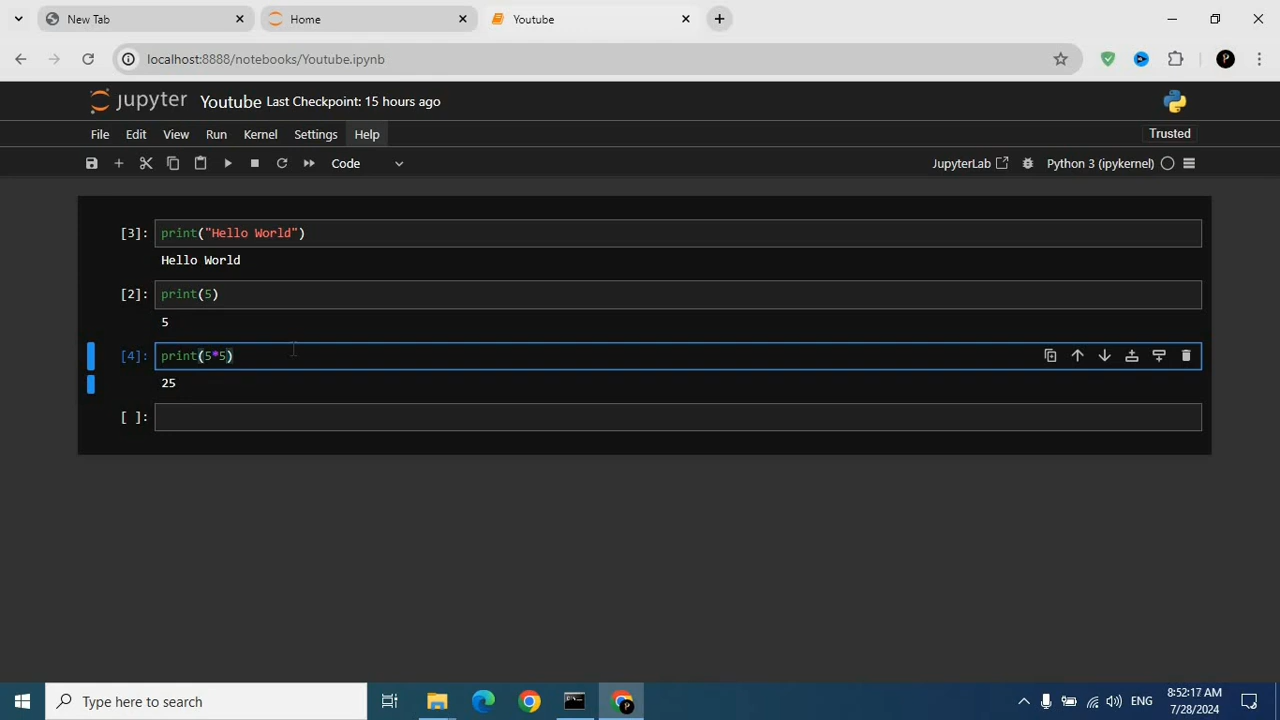 New Tab
Home
Youtube
localhost:8888/notebooks/Youtube.ipynb
jupyter Youtube Last Checkpoint: 15 hours ago
File Edit View Run Kernel Settings Help
Trusted
Code
JupyterLab
Python 3 (ipykernel)
[3]: print("Hello World")
Hello World
[2]: print(5)
5
[4]: print(5*5)
25
[ ]:
Type here to search
ENG
8:52:17 AM
7/28/2024